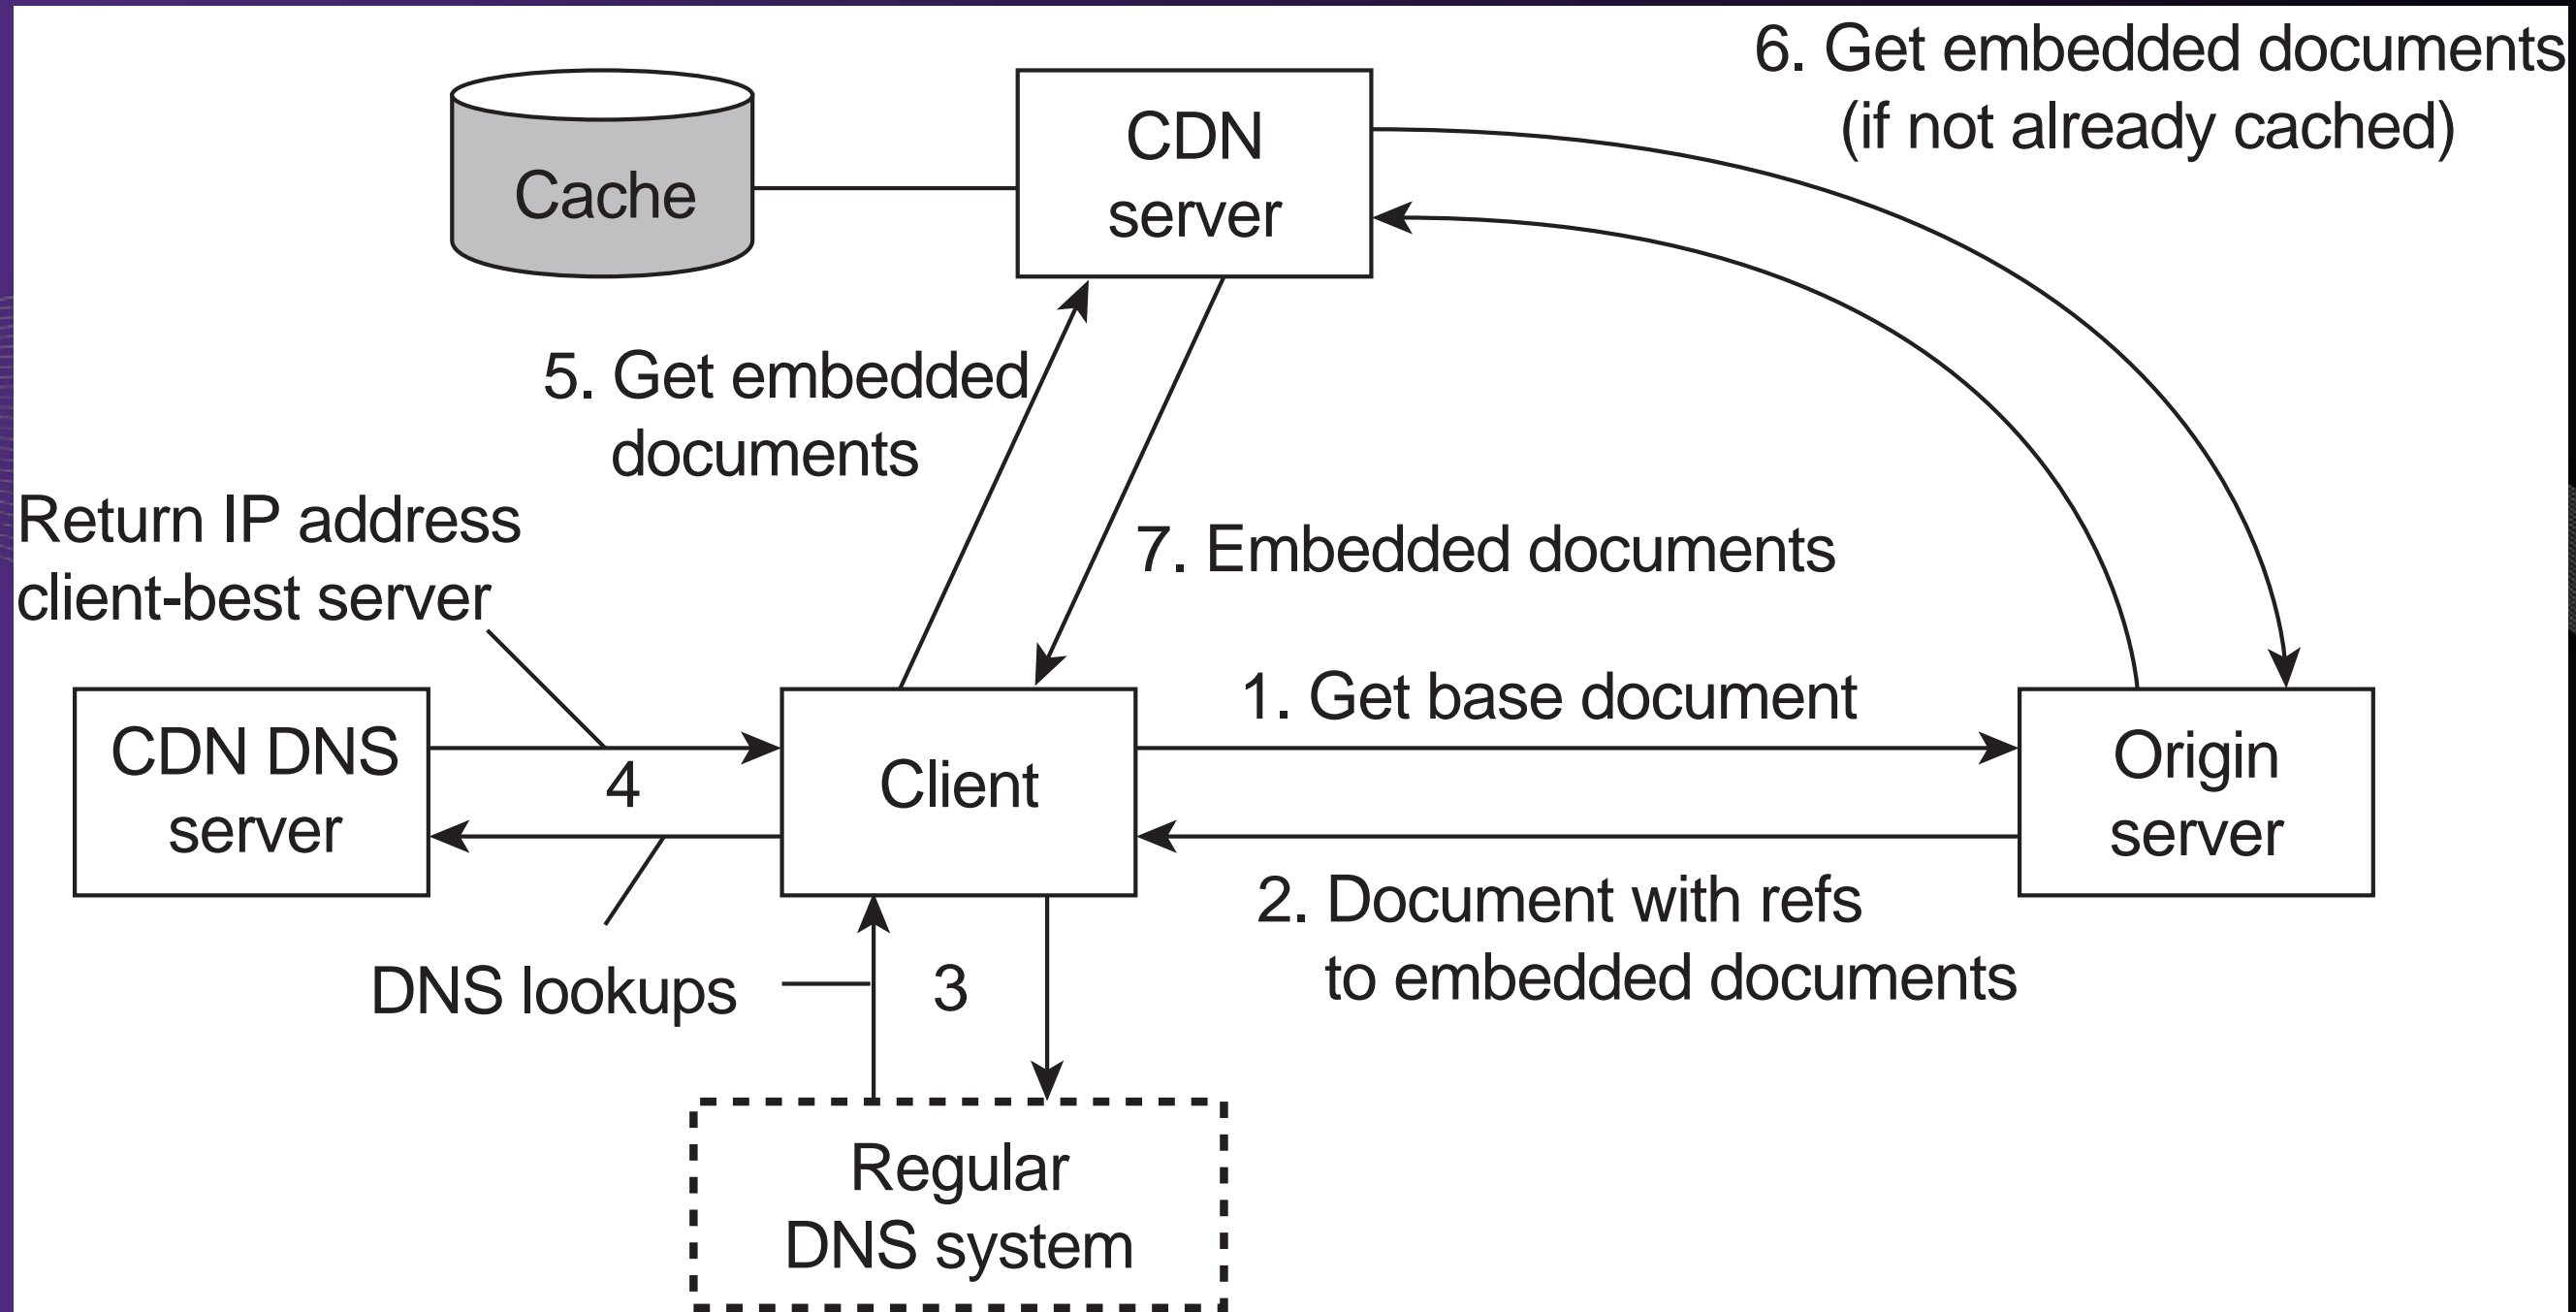 6. Get embedded documents
(if not already cached)
CDN
server
Cache
5. Get embedded
documents
Return IP address
client-best server
7. Embedded documents
1. Get base document
CDN DNS
server
4
Client
Origin
server
2. Document with refs
to embedded documents
DNS lookups
3
Regular
DNS system